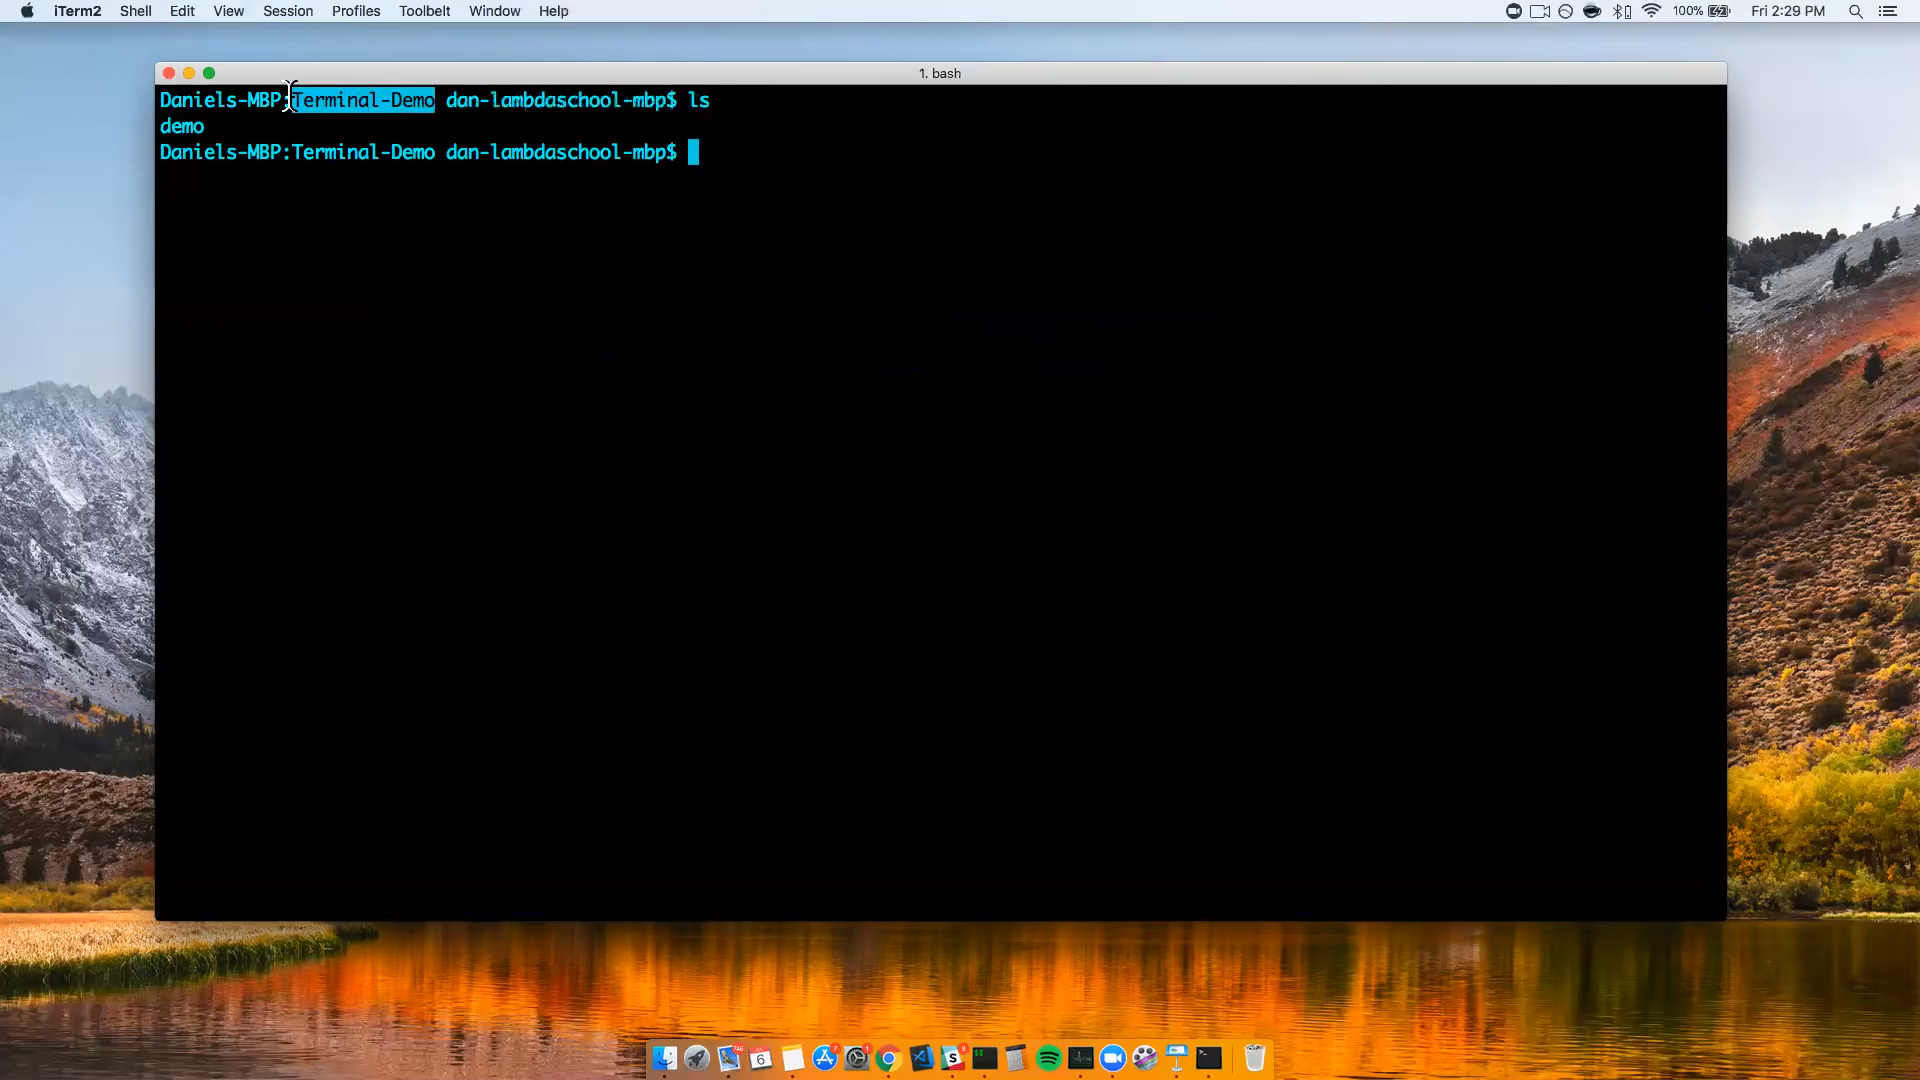 iTerm2 Shell Edit View Session Profiles Toolbelt Window Help 100% Fri 2:29 PM
1. bash
Daniels-MBP:Terminal-Demo dan-lambdaschool-mbp$ ls
demo
Daniels-MBP:Terminal-Demo dan-lambdaschool-mbp$
6